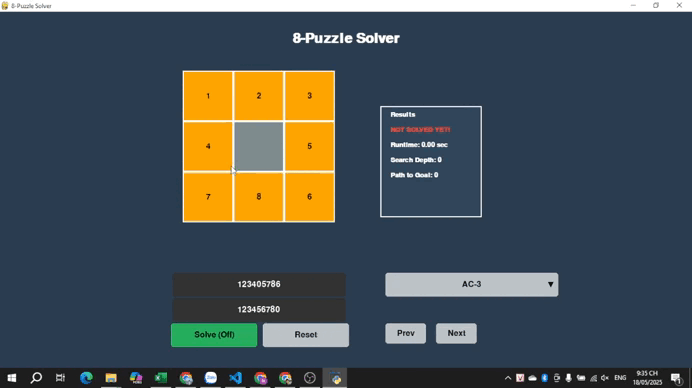 8-Puzzle Solver
8-Puzzle Solver
1 2 3
4 5
7 8 6
Results
NOT SOLVED YET!
Runtime: 0.00 sec
Search Depth: 0
Path to Goal: 0
123405786
AC-3
123456780
Solve (Off)
Reset
Prev
Next
ENG
9:35 CH
18/05/2025